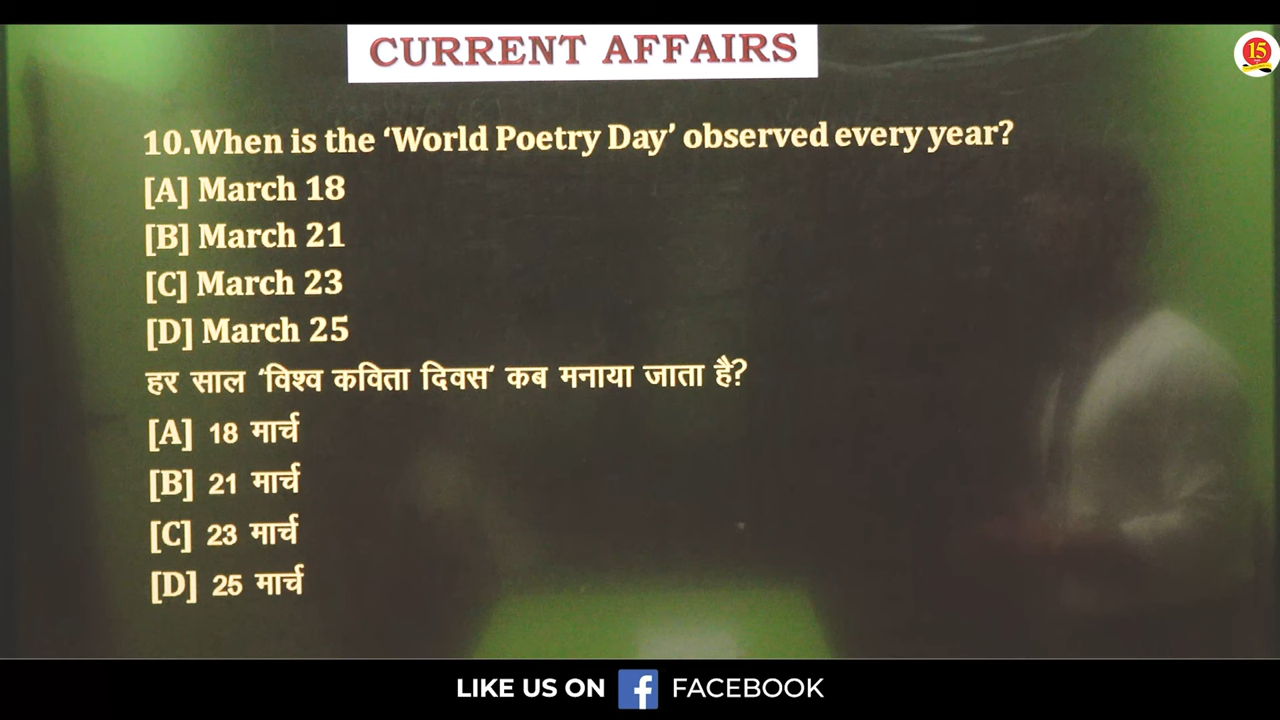 CURRENT AFFAIRS
15
10.When is the ‘World Poetry Day’ observed every year?
[A] March 18
[B] March 21
[C] March 23
[D] March 25
हर साल ‘विश्व कविता दिवस‘ कब मनाया जाता है?
[A] 18 मार्च
[B] 21 मार्च
[C] 23 मार्च
[D] 25 मार्च
LIKE US ON f FACEBOOK